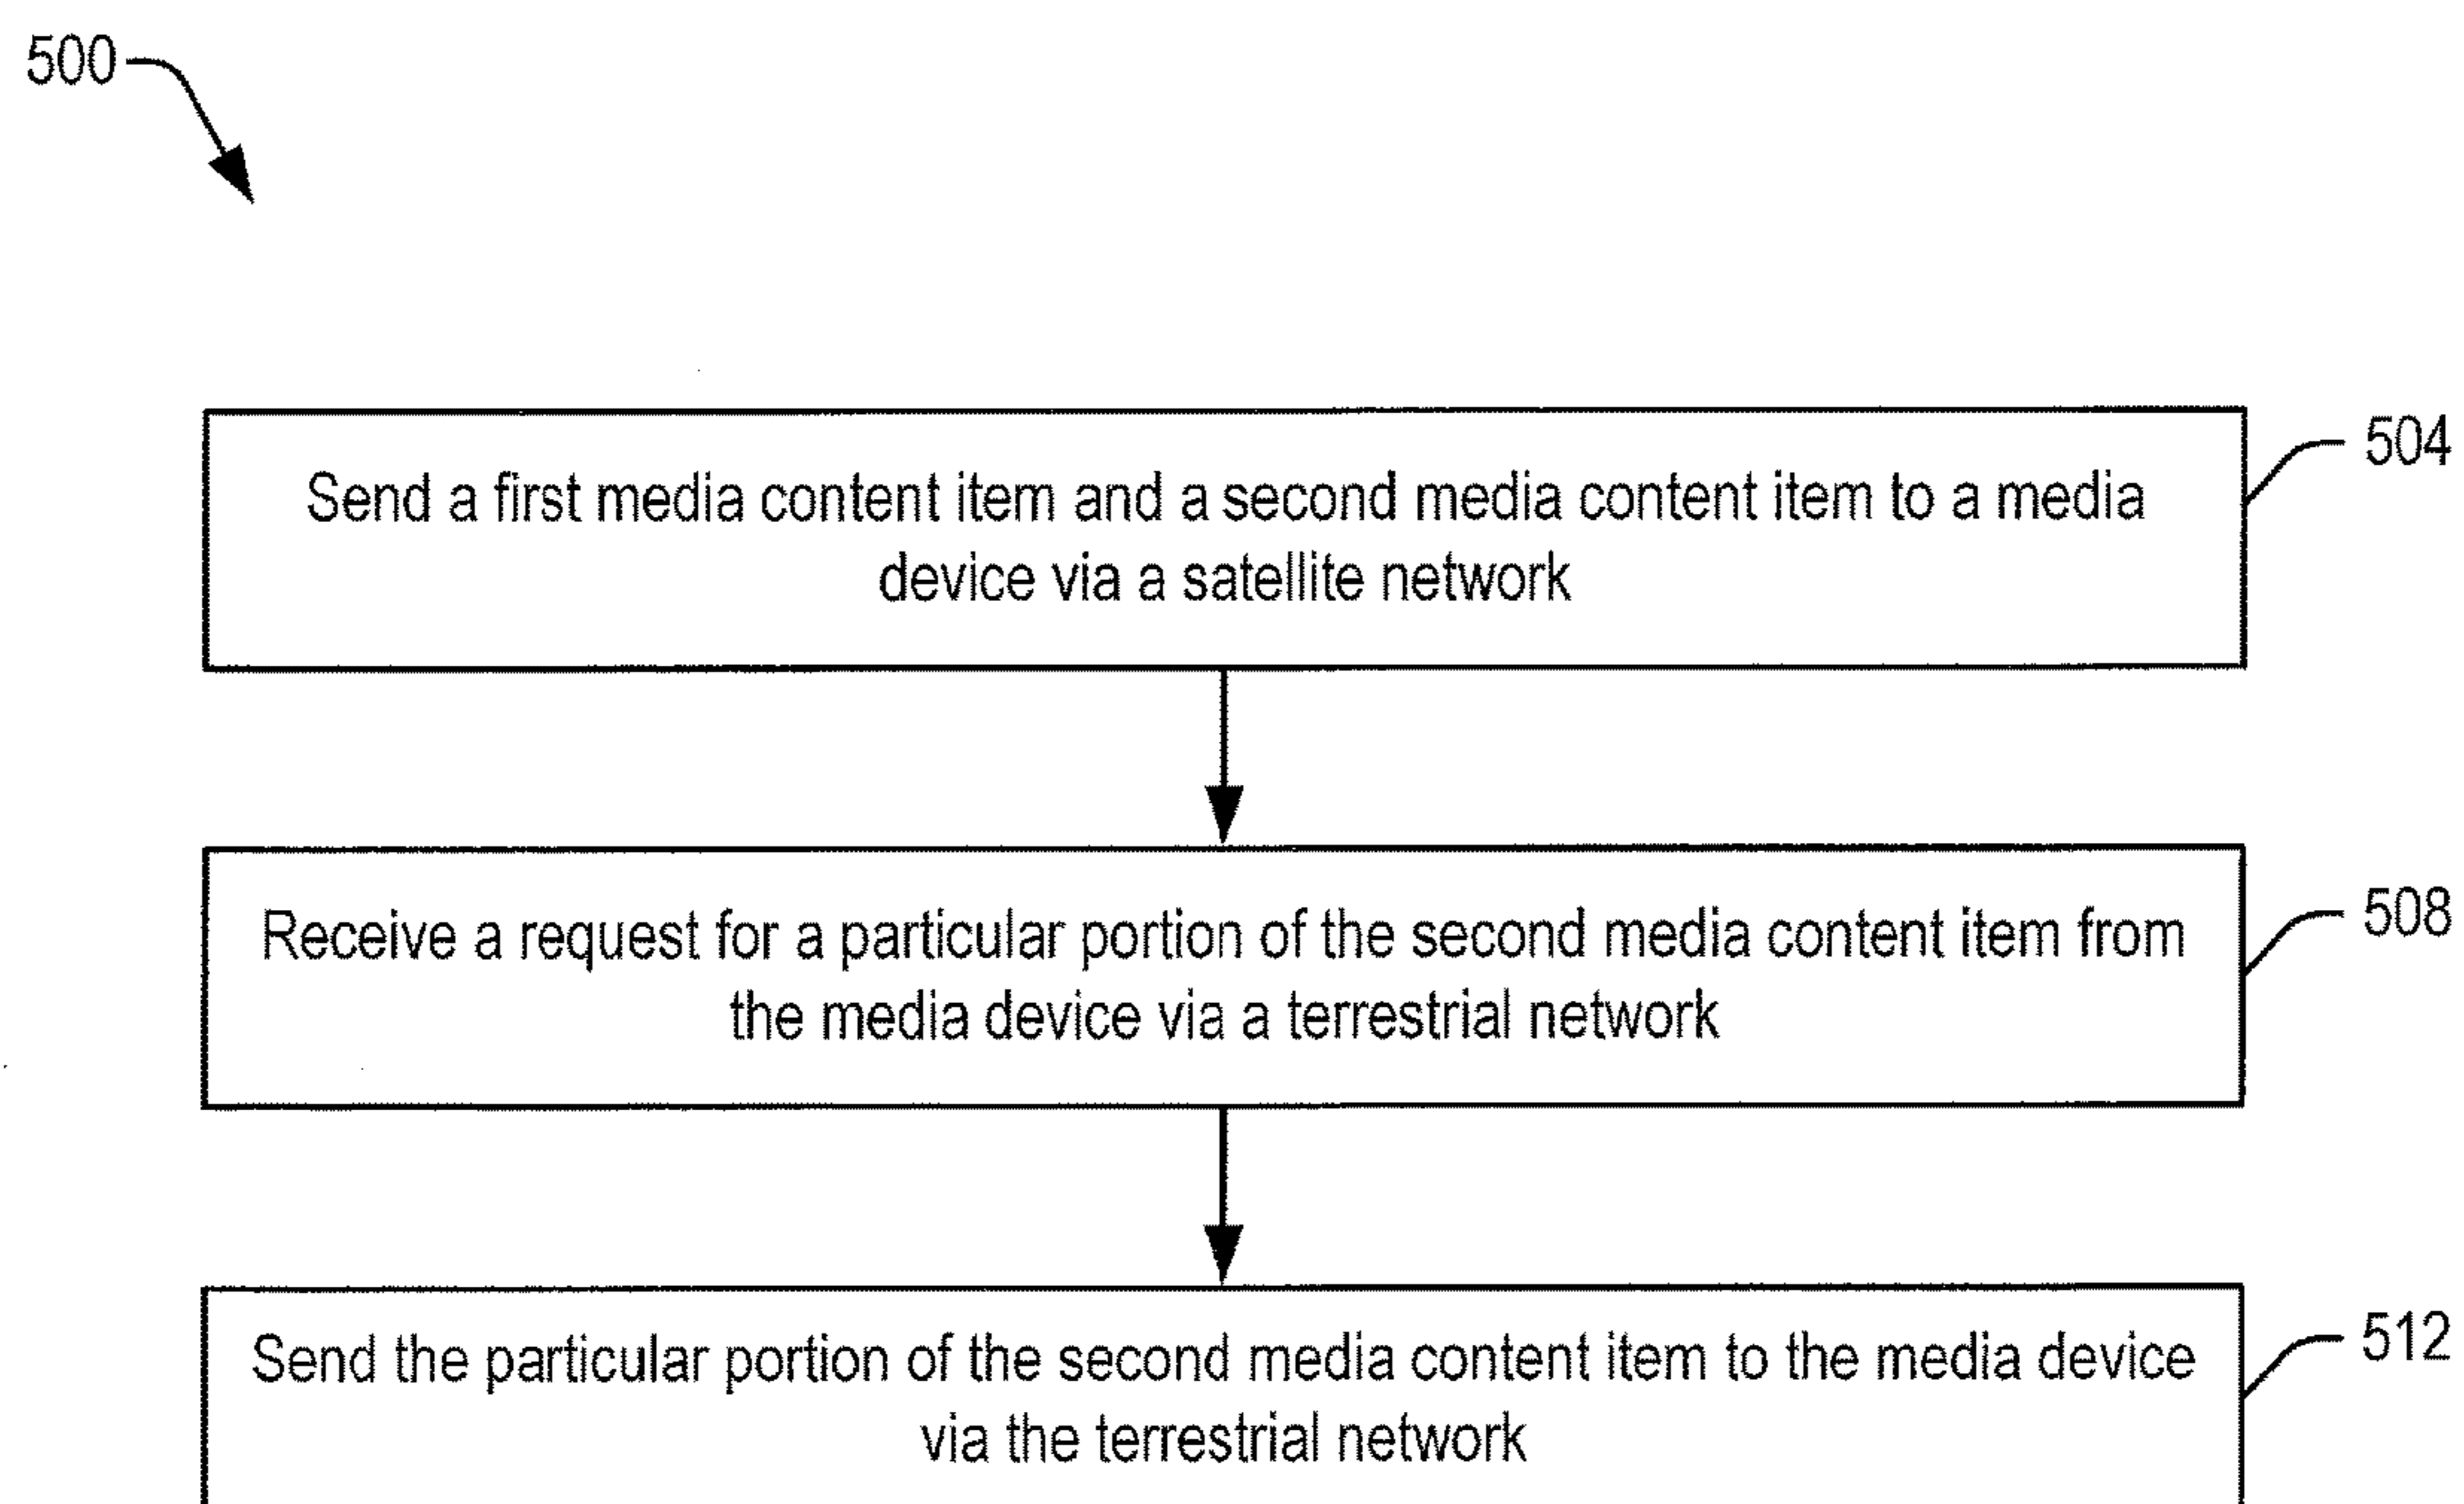 500
504
Send a first media content item and a second media content item to a media
device via a satellite network
508
Receive a request for a particular portion of the second media content item from
the media device via a terrestrial network
512
Send the particular portion of the second media content item to the media device
via the terrestrial network